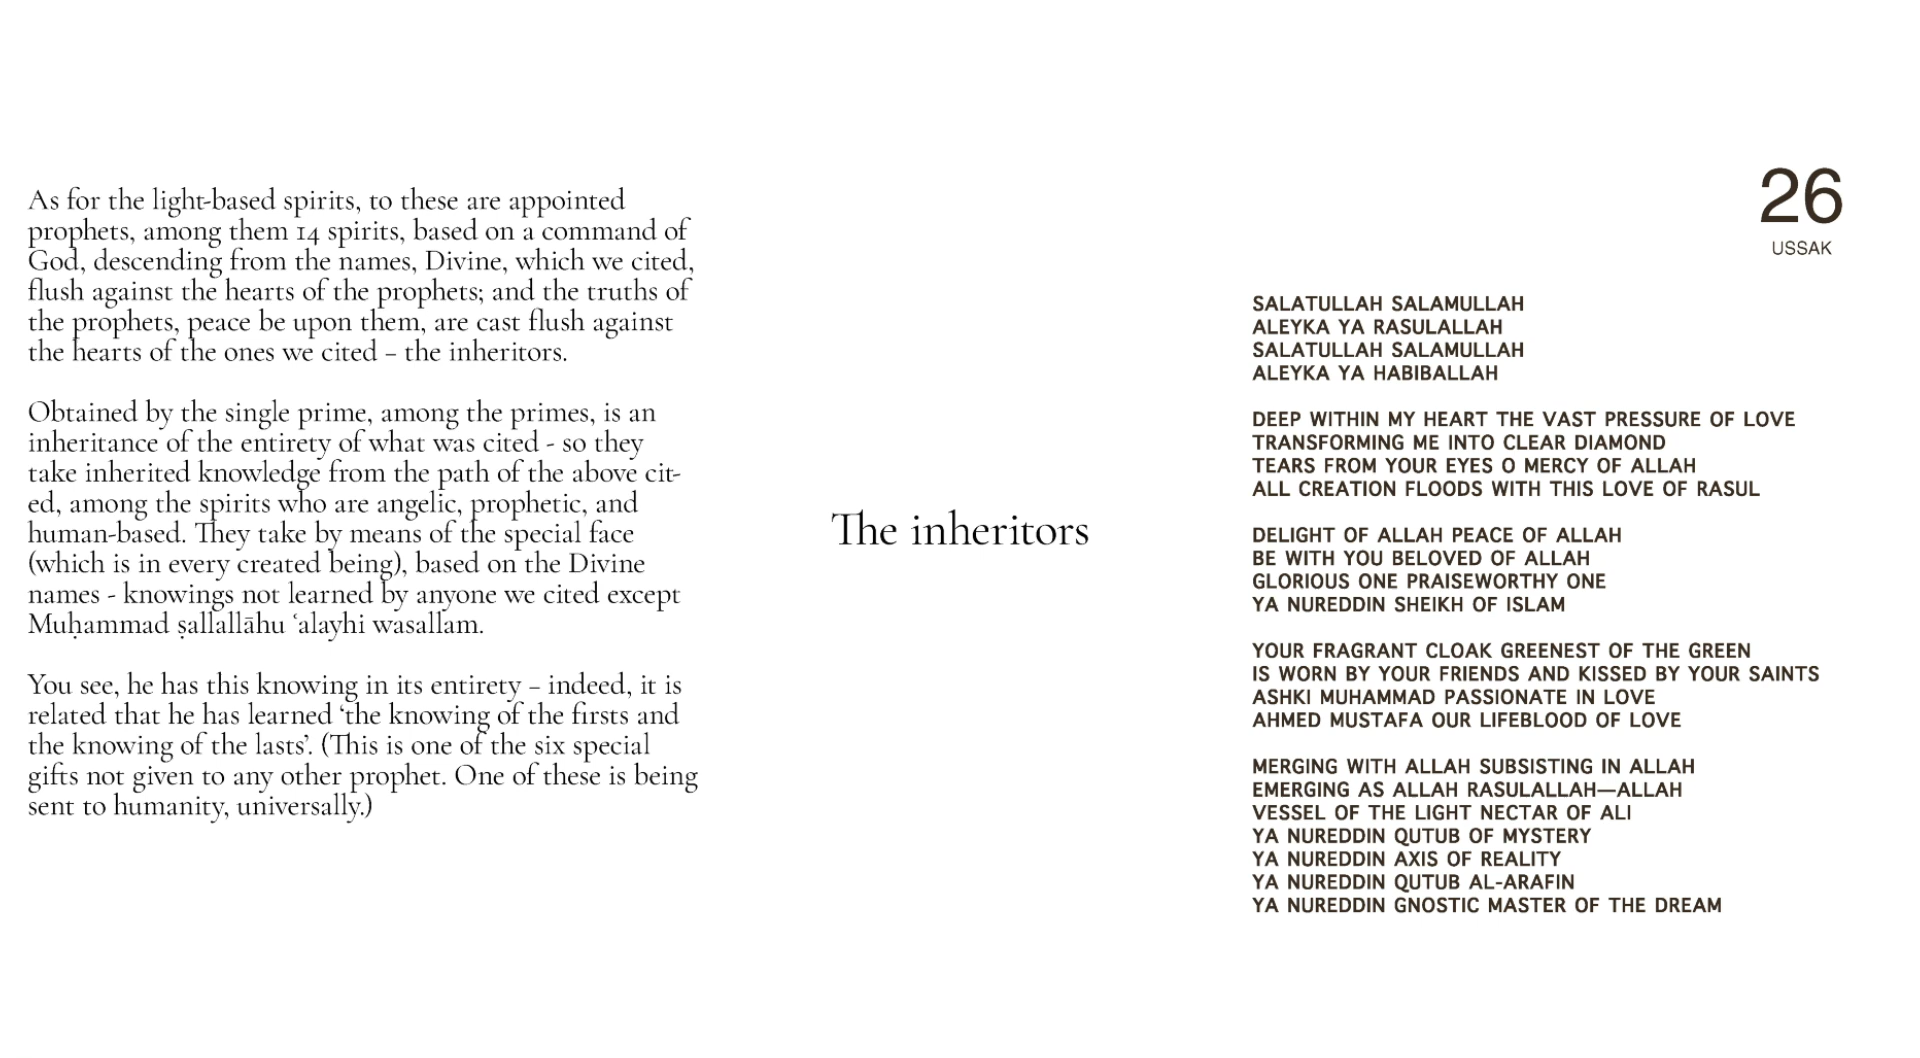 As for the light-based spirits, to these are appointed
prophets, among them 14 spirits, based on a command of
God, descending from the names, Divine, which we cited,
flush against the hearts of the prophets; and the truths of
the prophets, peace be upon them, are cast flush against
the hearts of the ones we cited – the inheritors.
Obtained by the single prime, among the primes, is an
inheritance of the entirety of what was cited - so they
take inherited knowledge from the path of the above cit-
ed, among the spirits who are angelic, prophetic, and
human-based. They take by means of the special face
(which is in every created being), based on the Divine
names - knowings not learned by anyone we cited except
Muḥammad ṣallallāhu ‘alayhi wasallam.
You see, he has this knowing in its entirety – indeed, it is
related that he has learned ‘the knowing of the firsts and
the knowing of the lasts’. (This is one of the six special
gifts not given to any other prophet. One of these is being
sent to humanity, universally.)
The inheritors
26
USSAK
SALATULLAH SALAMULLAH
ALEYKA YA RASULALLAH
SALATULLAH SALAMULLAH
ALEYKA YA HABIBALLAH
DEEP WITHIN MY HEART THE VAST PRESSURE OF LOVE
TRANSFORMING ME INTO CLEAR DIAMOND
TEARS FROM YOUR EYES O MERCY OF ALLAH
ALL CREATION FLOODS WITH THIS LOVE OF RASUL
DELIGHT OF ALLAH PEACE OF ALLAH
BE WITH YOU BELOVED OF ALLAH
GLORIOUS ONE PRAISEWORTHY ONE
YA NUREDDIN SHEIKH OF ISLAM
YOUR FRAGRANT CLOAK GREENEST OF THE GREEN
IS WORN BY YOUR FRIENDS AND KISSED BY YOUR SAINTS
ASHKI MUHAMMAD PASSIONATE IN LOVE
AHMED MUSTAFA OUR LIFEBLOOD OF LOVE
MERGING WITH ALLAH SUBSISTING IN ALLAH
EMERGING AS ALLAH RASULALLAH—ALLAH
VESSEL OF THE LIGHT NECTAR OF ALI
YA NUREDDIN QUTUB OF MYSTERY
YA NUREDDIN AXIS OF REALITY
YA NUREDDIN QUTUB AL-ARAFIN
YA NUREDDIN GNOSTIC MASTER OF THE DREAM